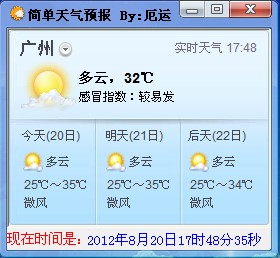 简单天气预报 By:厄运
广州 实时天气 17:48
多云，32℃
感冒指数：较易发
今天(20日) 明天(21日) 后天(22日)
多云 多云 多云
25℃～35℃ 25℃～35℃ 25℃～34℃
微风 微风 微风
现在时间是：2012年8月20日17时48分35秒